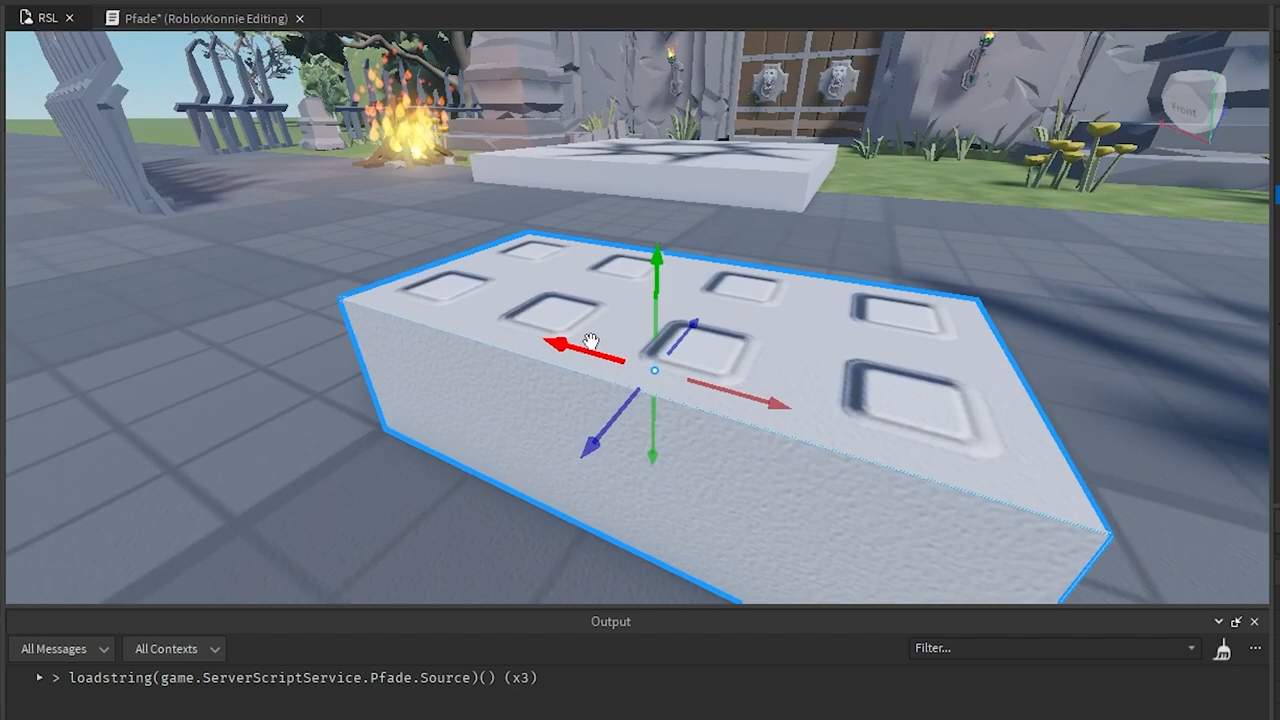 RSL
Pfade* (RobloxKonnie Editing)
Front
Output
All Messages
All Contexts
Filter...
> loadstring(game.ServerScriptService.Pfade.Source)() (x3)